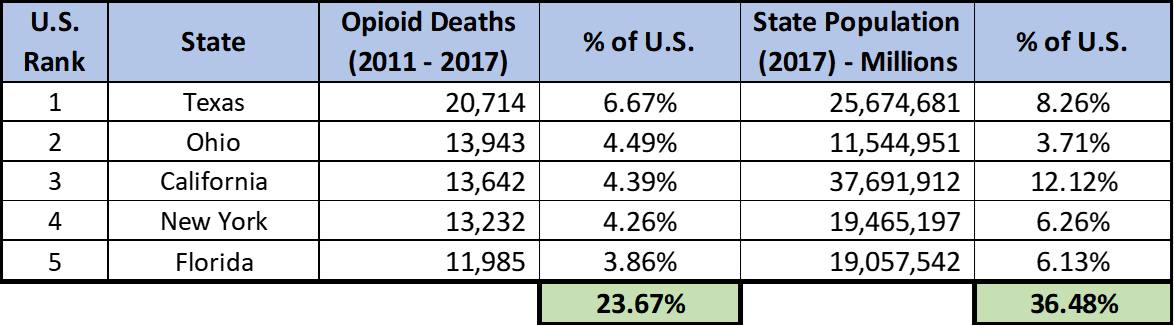 U.S. Rank State Opioid Deaths (2011 - 2017) % of U.S. State Population (2017) - Millions % of U.S.
1 Texas 20,714 6.67% 25,674,681 8.26%
2 Ohio 13,943 4.49% 11,544,951 3.71%
3 California 13,642 4.39% 37,691,912 12.12%
4 New York 13,232 4.26% 19,465,197 6.26%
5 Florida 11,985 3.86% 19,057,542 6.13%
23.67% 36.48%